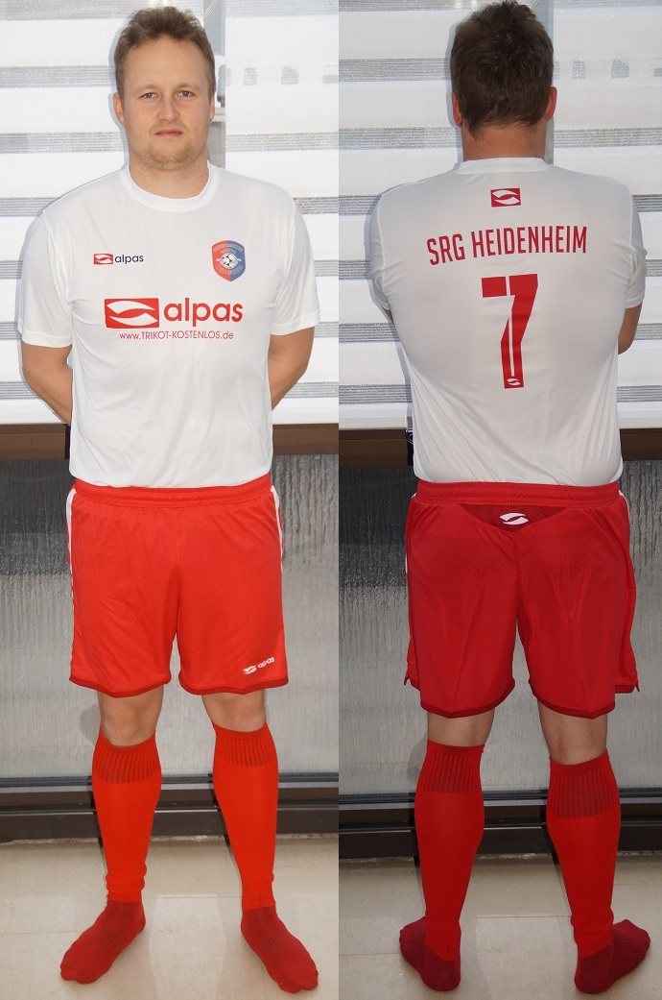 alpas
alpas
www.TRIKOT-KOSTENLOS.de
alpas
SRG HEIDENHEIM
7